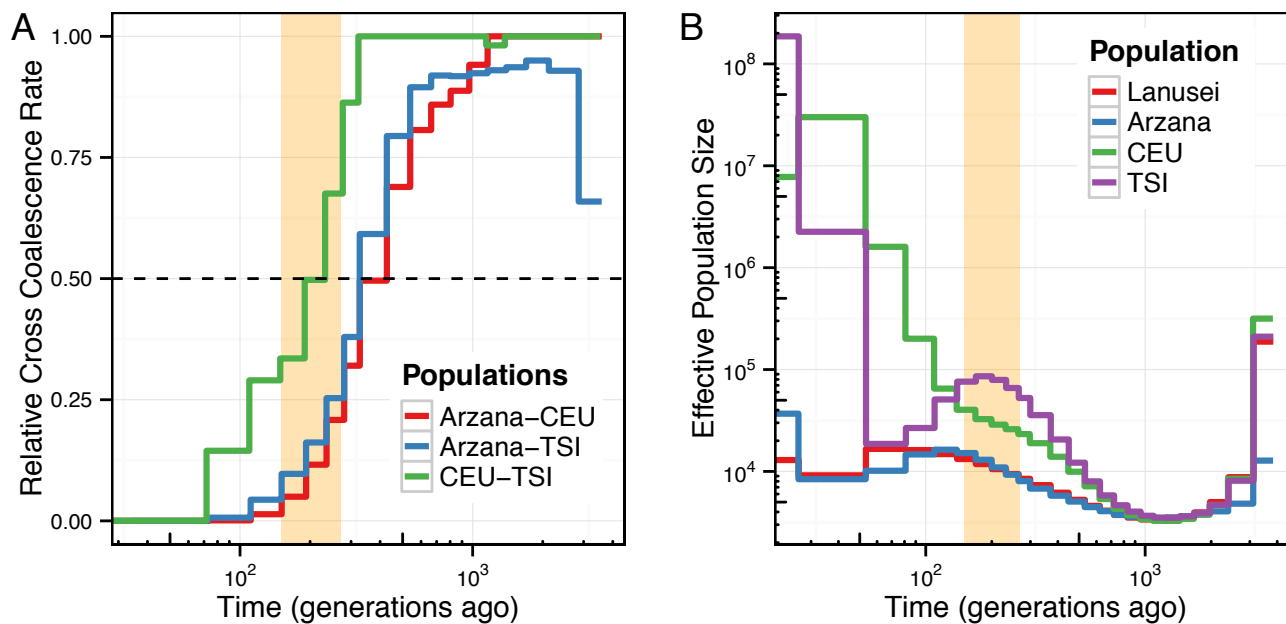 A
Relative Cross Coalescence Rate
1.00
0.75
0.50
0.25
0.00
Populations
Arzana−CEU
Arzana−TSI
CEU−TSI
10²
10³
Time (generations ago)
B
Effective Population Size
10⁸
10⁷
10⁶
10⁵
10⁴
Population
Lanusei
Arzana
CEU
TSI
10²
10³
Time (generations ago)